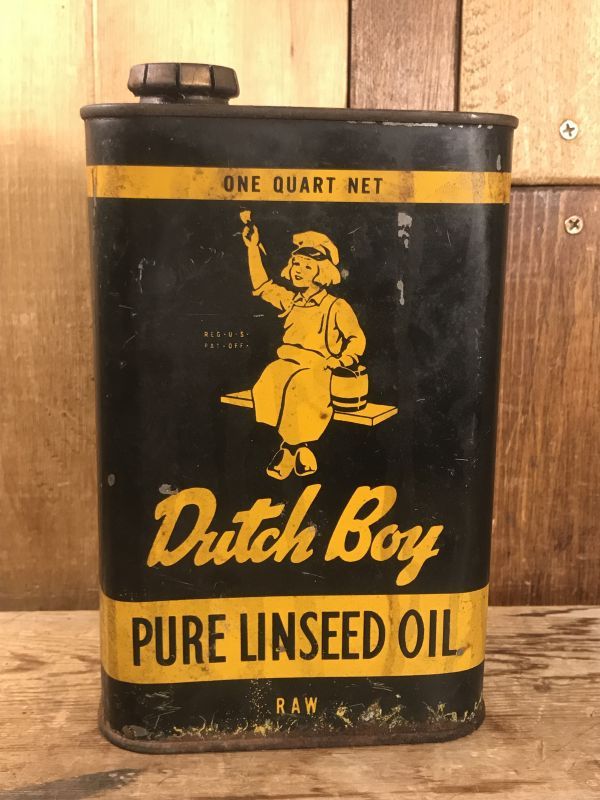 ONE QUART NET
REG·U·S·
PAT·OFF·
Dutch Boy
PURE LINSEED OIL
RAW